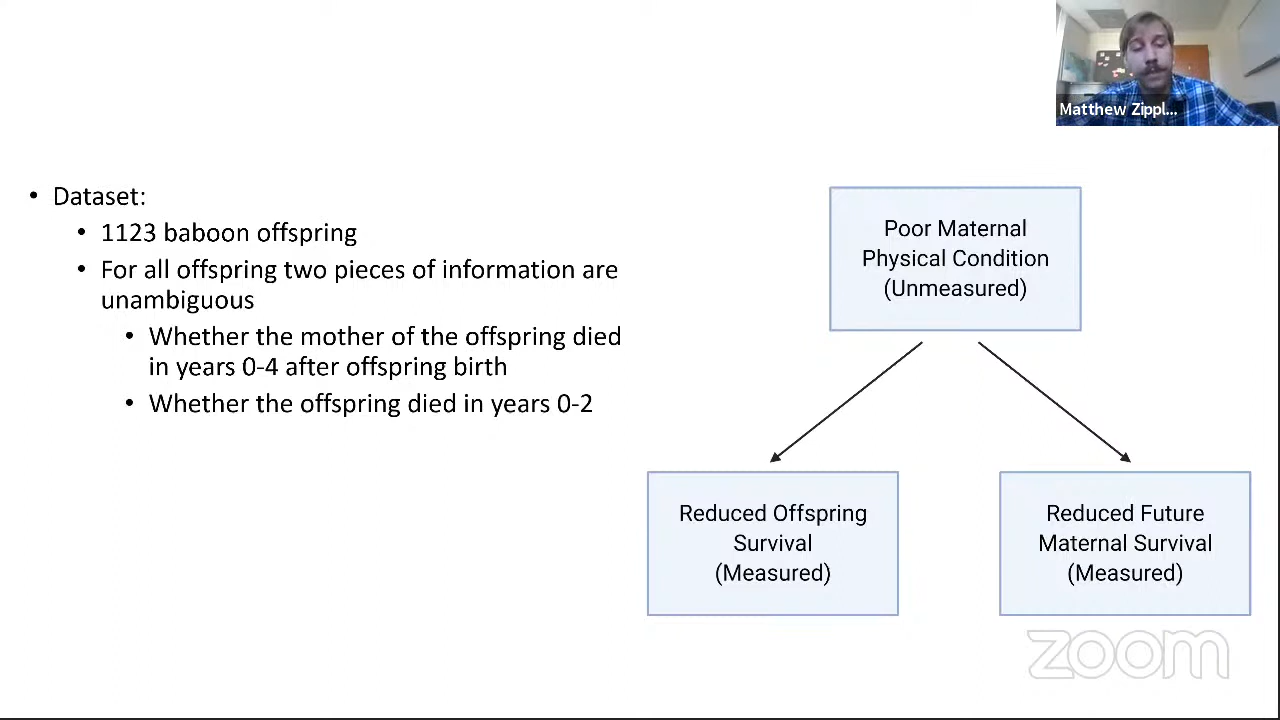 Matthew Zippl...
• Dataset:
• 1123 baboon offspring
• For all offspring two pieces of information are
unambiguous
• Whether the mother of the offspring died
in years 0-4 after offspring birth
• Whether the offspring died in years 0-2
Poor Maternal
Physical Condition
(Unmeasured)
Reduced Offspring
Survival
(Measured)
Reduced Future
Maternal Survival
(Measured)
zoom